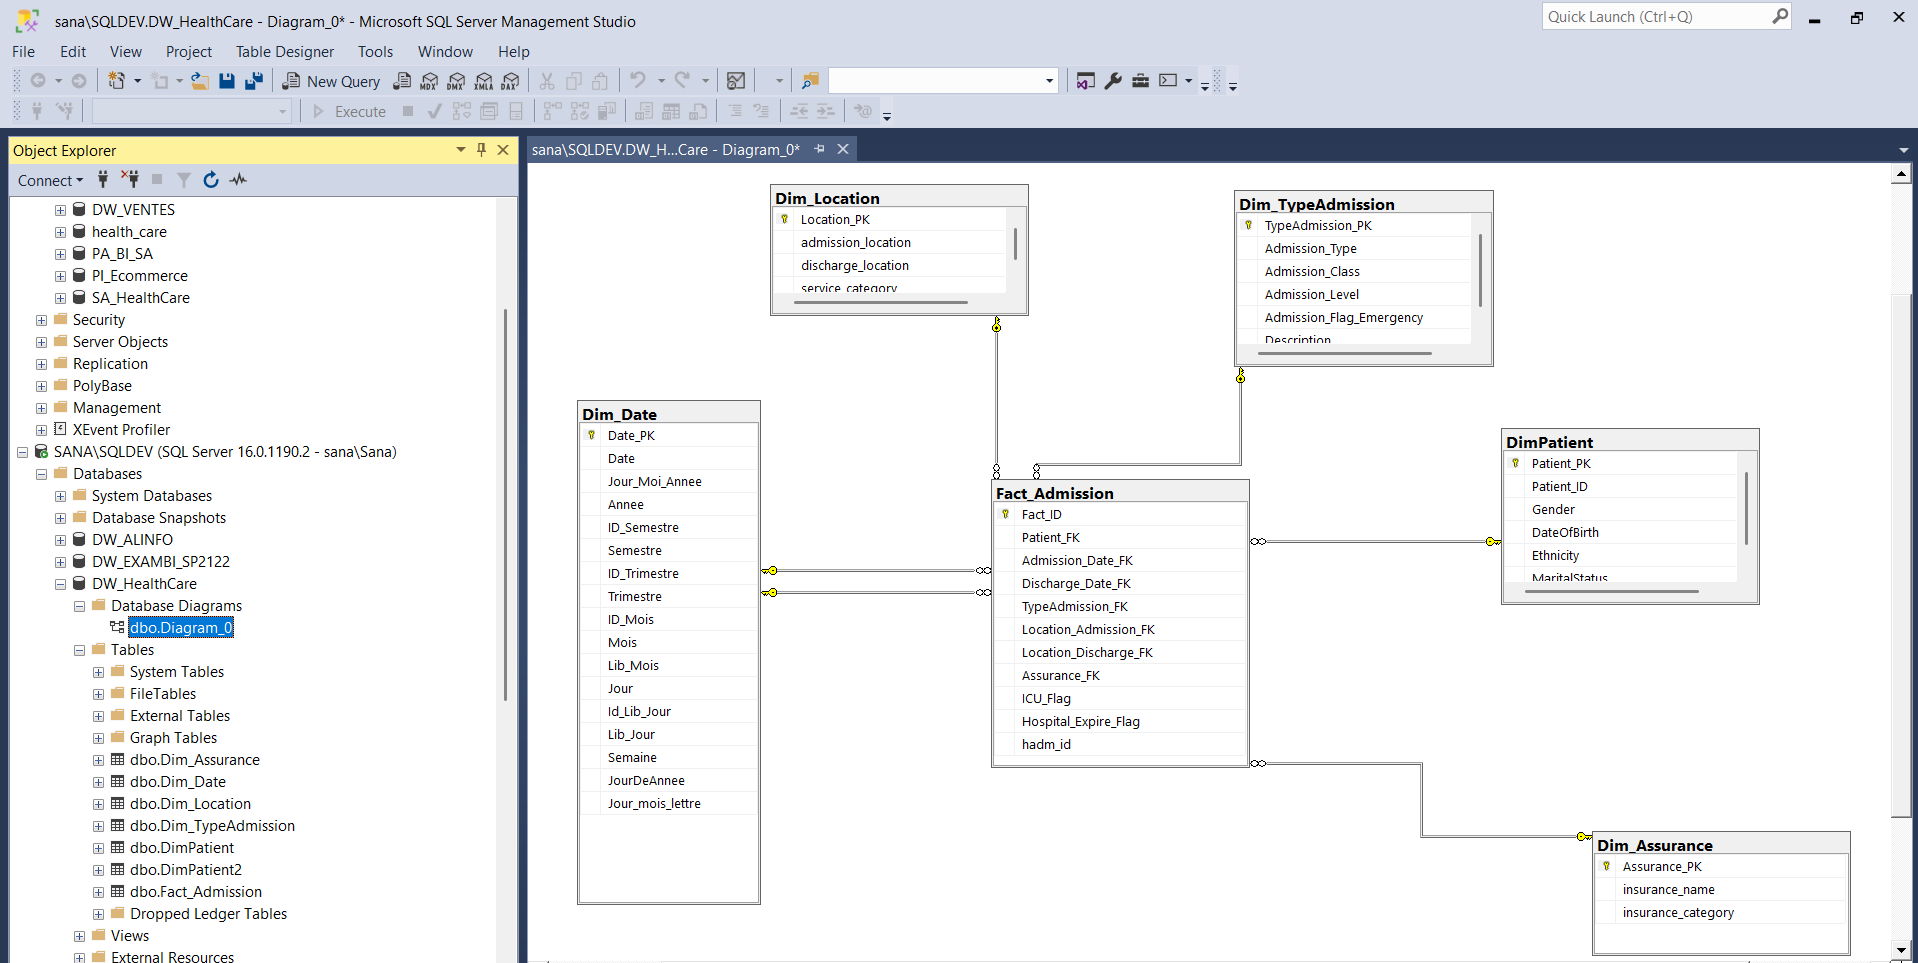 sana\SQLDEV.DW_HealthCare - Diagram_0* - Microsoft SQL Server Management Studio
Quick Launch (Ctrl+Q)
File Edit View Project Table Designer Tools Window Help
New Query MDX DMX XMLA DAX
Execute
Object Explorer
Connect
DW_VENTES
health_care
PA_BI_SA
PI_Ecommerce
SA_HealthCare
Security
Server Objects
Replication
PolyBase
Management
XEvent Profiler
SANA\SQLDEV (SQL Server 16.0.1190.2 - sana\Sana)
Databases
System Databases
Database Snapshots
DW_ALINFO
DW_EXAMBI_SP2122
DW_HealthCare
Database Diagrams
dbo.Diagram_0
Tables
System Tables
FileTables
External Tables
Graph Tables
dbo.Dim_Assurance
dbo.Dim_Date
dbo.Dim_Location
dbo.Dim_TypeAdmission
dbo.DimPatient
dbo.DimPatient2
dbo.Fact_Admission
Dropped Ledger Tables
Views
External Resources
sana\SQLDEV.DW_H...Care - Diagram_0*
Dim_Location
Location_PK
admission_location
discharge_location
service_category
Dim_TypeAdmission
TypeAdmission_PK
Admission_Type
Admission_Class
Admission_Level
Admission_Flag_Emergency
Description
Dim_Date
Date_PK
Date
Jour_Moi_Annee
Annee
ID_Semestre
Semestre
ID_Trimestre
Trimestre
ID_Mois
Mois
Lib_Mois
Jour
Id_Lib_Jour
Lib_Jour
Semaine
JourDeAnnee
Jour_mois_lettre
Fact_Admission
Fact_ID
Patient_FK
Admission_Date_FK
Discharge_Date_FK
TypeAdmission_FK
Location_Admission_FK
Location_Discharge_FK
Assurance_FK
ICU_Flag
Hospital_Expire_Flag
hadm_id
DimPatient
Patient_PK
Patient_ID
Gender
DateOfBirth
Ethnicity
MaritalStatus
Dim_Assurance
Assurance_PK
insurance_name
insurance_category